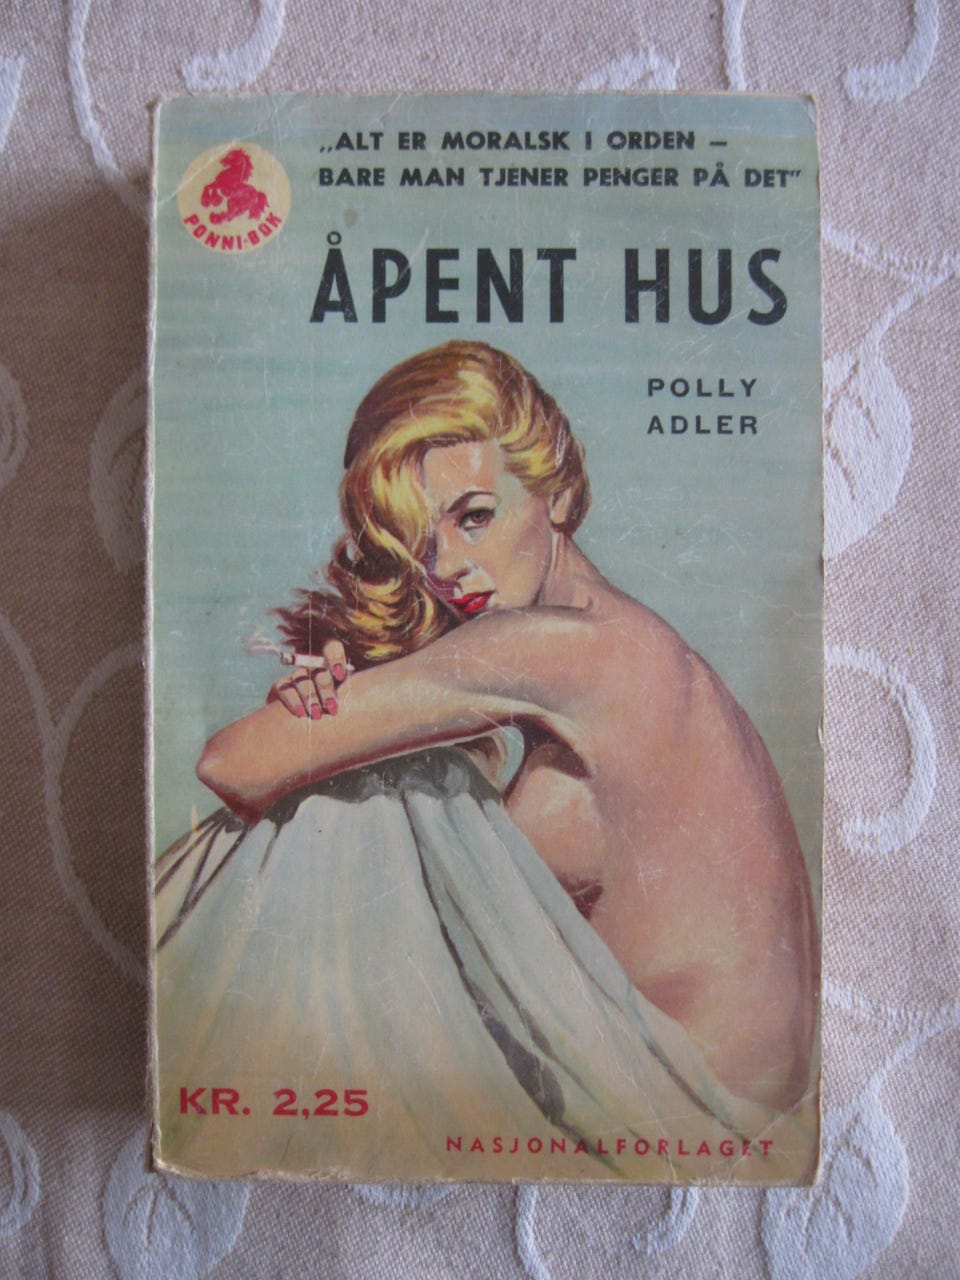 „ALT ER MORALSK I ORDEN –
BARE MAN TJENER PENGER PÅ DET"
PONNI-BOK
ÅPENT HUS
POLLY
ADLER
KR. 2,25
NASJONALFORLAGET